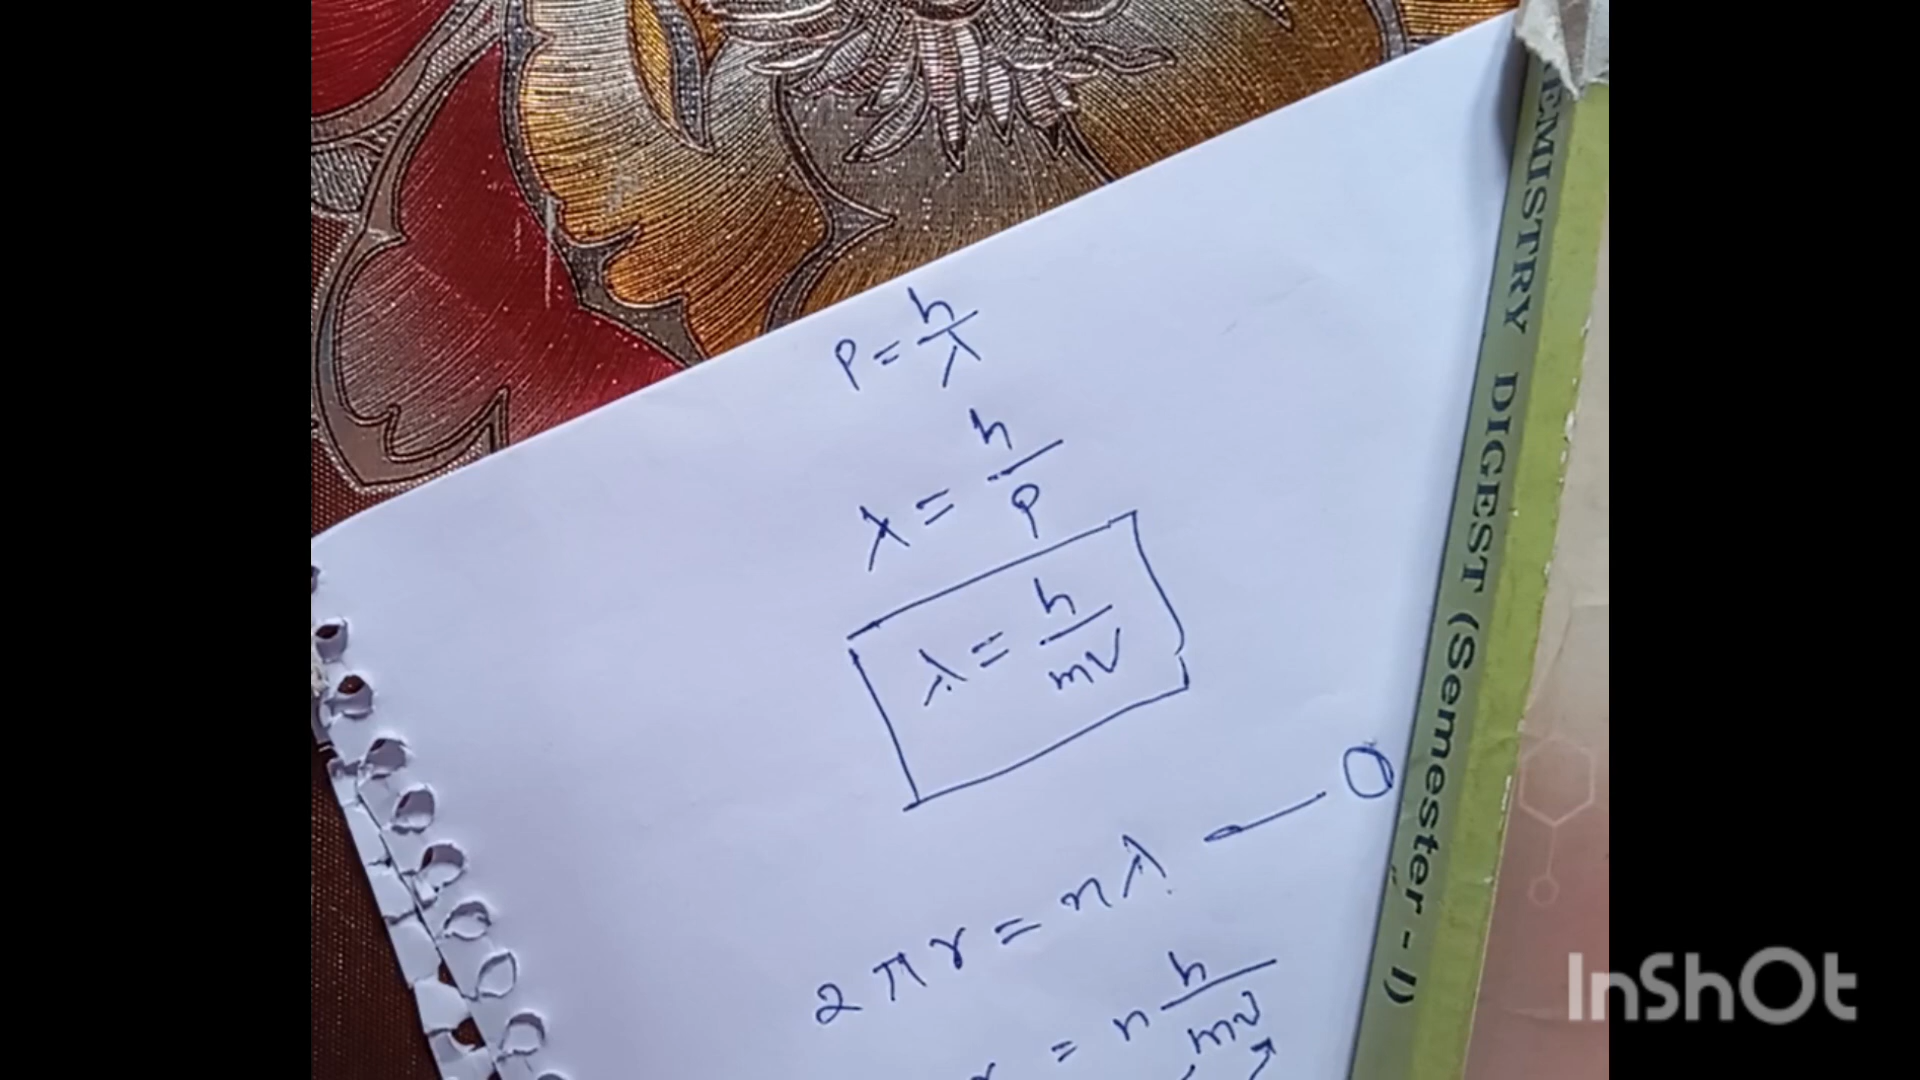 P = h/λ
λ = h/p
λ = h/mv
2πr = nλ
= n h/mv
EMISTRY DIGEST (Semester - I)
InShOt